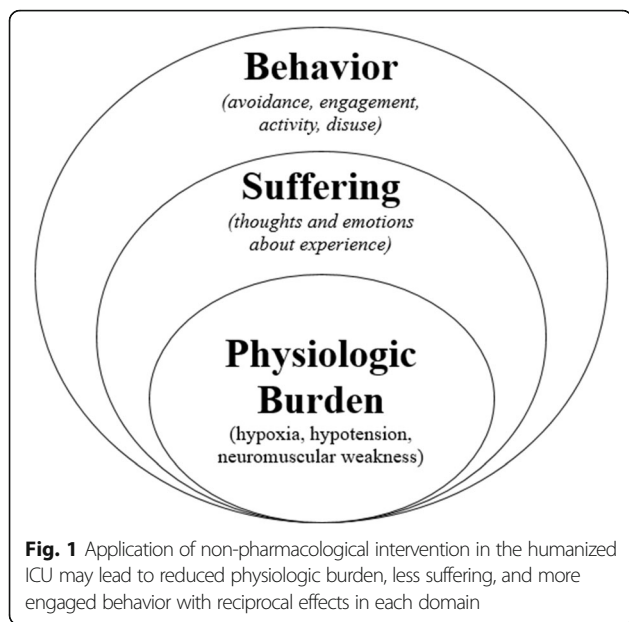 Behavior
(avoidance, engagement,
activity, disuse)
Suffering
(thoughts and emotions
about experience)
Physiologic
Burden
(hypoxia, hypotension,
neuromuscular weakness)
Fig. 1 Application of non-pharmacological intervention in the humanized
ICU may lead to reduced physiologic burden, less suffering, and more
engaged behavior with reciprocal effects in each domain